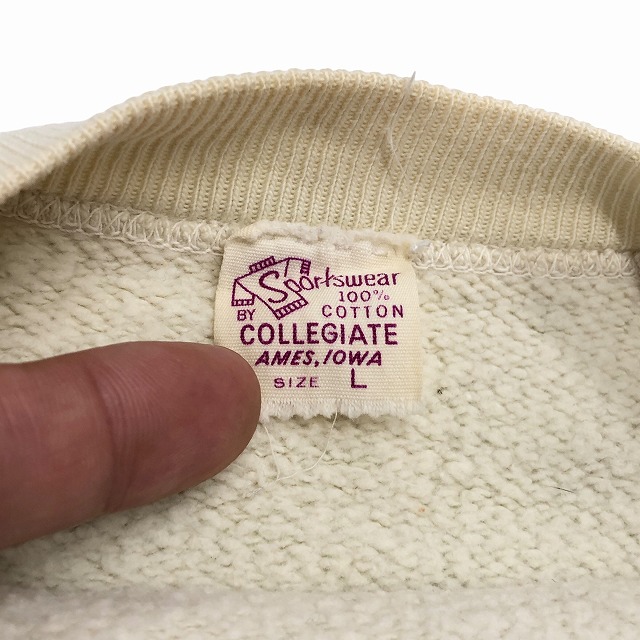 Sportswear
100%
BY COTTON
COLLEGIATE
AMES, IOWA
SIZE L